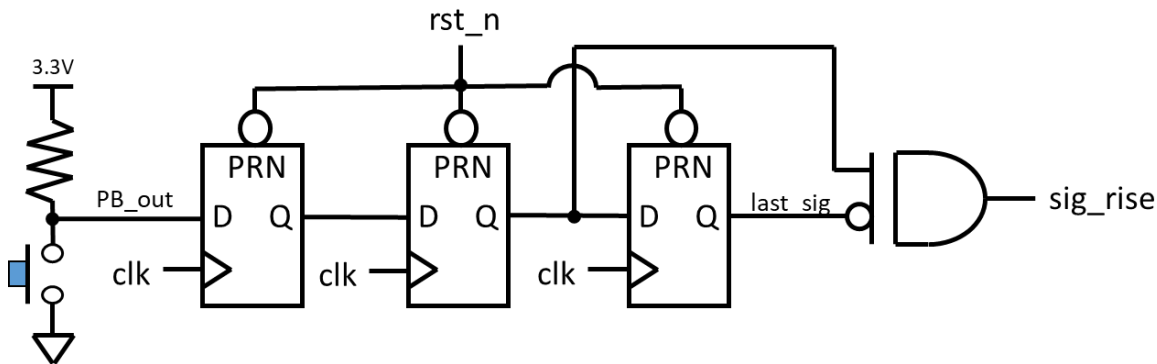 rst_n
3.3V
PRN PRN PRN
PB_out D Q D Q D Q last_sig sig_rise
clk clk clk